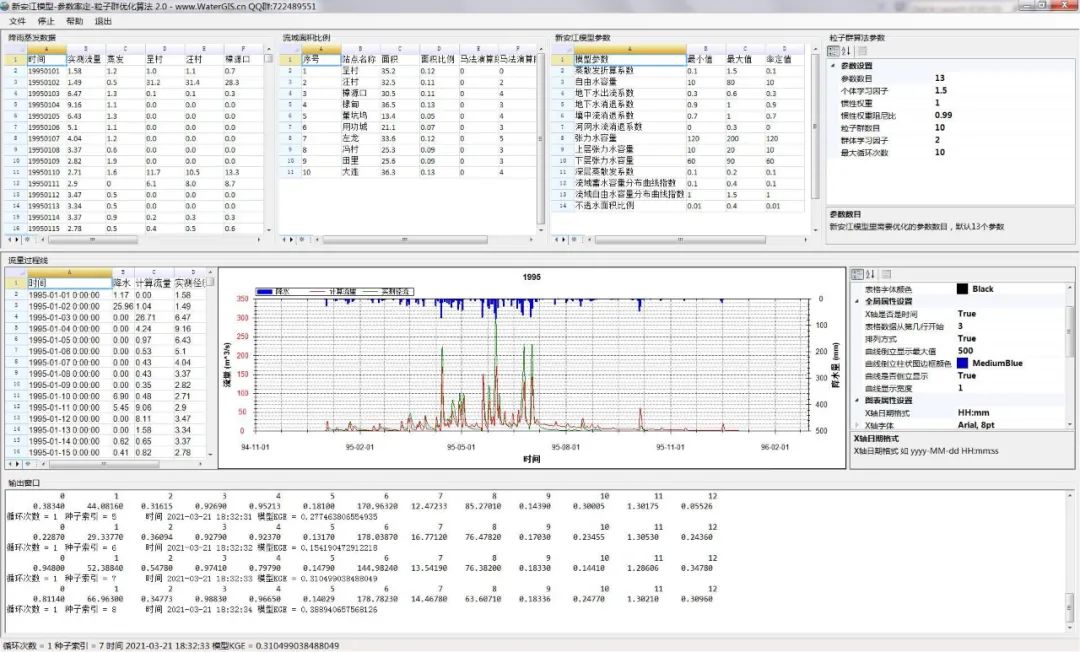 新安江模型-参数率定-粒子群优化算法 2.0 - www.WaterGIS.cn QQ群:722489551
文件 停止 帮助 退出
降雨蒸发数据
A B C D E F
1 时间 实测流量 蒸发 呈村 汪村 樟源口
2 19950101 1.58 1.2 1.0 1.1 0.7
3 19950102 1.49 0.5 31.2 31.4 28.3
4 19950103 6.47 1.3 0.1 0.1 0.3
5 19950104 9.16 1.1 0.0 0.0 0.0
6 19950105 6.43 1.3 0.0 0.0 0.0
7 19950106 5.1 1.1 0.0 0.0 0.0
8 19950107 4.04 1.2 0.0 0.0 0.0
9 19950108 3.37 0.6 0.0 0.0 0.0
10 19950109 2.82 1.9 0.0 0.0 0.0
11 19950110 2.71 1.6 11.7 10.5 13.3
12 19950111 2.9 0 6.1 8.0 8.7
13 19950112 3.47 0.5 0.0 0.0 0.0
14 19950113 3.34 0.5 0.0 0.0 0.0
15 19950114 3.37 0.9 0.2 0.3 0.3
16 19950115 2.78 0.5 0.4 0.5 0.6
流域面积比例
A B C D E F
1 序号 站点名称 面积 面积比例 马法演算 马法演算
2 1 呈村 35.2 0.12 0 4
3 2 汪村 32.5 0.11 0 4
4 3 樟源口 30.5 0.11 0 4
5 4 禄甸 36.5 0.13 0 4
6 5 董坑坞 13.4 0.05 0 4
7 6 用功城 21.1 0.07 0 3
8 7 左龙 33.6 0.12 0 5
9 8 冯村 25.3 0.09 0 3
10 9 田里 25.6 0.09 0 3
11 10 大连 36.3 0.13 0 4
新安江模型参数
A B C D
1 模型参数 最小值 最大值 率定值
2 蒸散发折算系数 0.1 1.5 0.1
3 自由水容量 10 80 10
4 地下水出流系数 0.3 0.6 0.3
5 地下水消退系数 0.9 1 0.9
6 壤中流消退系数 0.7 1 0.7
7 河网水流消退系数 0 0.3 0
8 张力水容量 120 200 120
9 上层张力水容量 10 20 10
10 下层张力水容量 60 90 60
11 深层蒸散发系数 0.1 0.2 0.1
12 流域蓄水容量分布曲线指数 0.1 0.4 0.1
13 流域自由水容量分布曲线指数 1 1.5 1
14 不透水面积比例 0.01 0.4 0.01
粒子群算法参数
参数设置
参数数目 13
个体学习因子 1.5
惯性权重 1
惯性权重阻尼比 0.99
粒子群数目 10
群体学习因子 2
最大循环次数 10
参数数目
新安江模型里需要优化的参数数目，默认13个参数
流量过程线
A B C D
1 时间 降水 计算流量 实测径
2 1995-01-01 0:00:00 1.17 0.00 1.58
3 1995-01-02 0:00:00 25.96 1.04 1.49
4 1995-01-03 0:00:00 0.00 26.71 6.47
5 1995-01-04 0:00:00 0.00 4.24 9.16
6 1995-01-05 0:00:00 0.00 0.97 6.43
7 1995-01-06 0:00:00 0.00 0.53 5.1
8 1995-01-07 0:00:00 0.00 0.43 4.04
9 1995-01-08 0:00:00 0.00 0.43 3.37
10 1995-01-09 0:00:00 0.00 0.35 2.82
11 1995-01-10 0:00:00 6.90 0.48 2.71
12 1995-01-11 0:00:00 5.45 9.06 2.9
13 1995-01-12 0:00:00 0.00 8.11 3.47
14 1995-01-13 0:00:00 0.00 1.58 3.34
15 1995-01-14 0:00:00 0.62 0.65 3.37
16 1995-01-15 0:00:00 0.41 0.82 2.78
1995
降水 计算流量 实测流量
350 300 250 200 150 100 50 0
流量 (m^3/s)
0 100 200 300 400 500
降水量 (mm)
94-11-01 95-02-01 95-05-01 95-08-01 95-11-01 96-02-01
时间
表格字体颜色 Black
全局属性设置
X轴是否是时间 True
表格数据从第几行开始 3
排列方式 True
曲线倒立显示最大值 500
曲线倒立柱状图边框颜色 MediumBlue
曲线是否倒立显示 True
曲线显示宽度 1
图表属性设置
X轴日期格式 HH:mm
X轴字体 Arial, 8pt
X轴日期格式
X轴日期格式 如 yyyy-MM-dd HH:mm:ss
输出窗口
0 1 2 3 4 5 6 7 8 9 10 11 12
0.38340 44.08160 0.31615 0.92690 0.95213 0.18100 170.96320 12.47233 85.27010 0.14390 0.30005 1.30175 0.05526
循环次数 = 1 种子索引 = 5 时间 2021-03-21 18:32:31 模型KGE = 0.277463806554935
0 1 2 3 4 5 6 7 8 9 10 11 12
0.22870 29.33770 0.36094 0.92790 0.92370 0.13170 178.03870 16.77120 76.47820 0.17030 0.23455 1.30530 0.24360
循环次数 = 1 种子索引 = 6 时间 2021-03-21 18:32:32 模型KGE = 0.154190472912218
0 1 2 3 4 5 6 7 8 9 10 11 12
0.94800 52.38840 0.54780 0.97410 0.79790 0.14790 144.98240 13.54190 76.38200 0.18330 0.14410 1.28606 0.34780
循环次数 = 1 种子索引 = 7 时间 2021-03-21 18:32:33 模型KGE = 0.310499038488049
0 1 2 3 4 5 6 7 8 9 10 11 12
0.81140 66.96300 0.34773 0.98830 0.96650 0.14029 178.78230 14.46780 63.60710 0.18336 0.24770 1.30210 0.30960
循环次数 = 1 种子索引 = 8 时间 2021-03-21 18:32:34 模型KGE = 0.388940657568126
循环次数 = 1 种子索引 = 7 时间 2021-03-21 18:32:33 模型KGE = 0.310499038488049